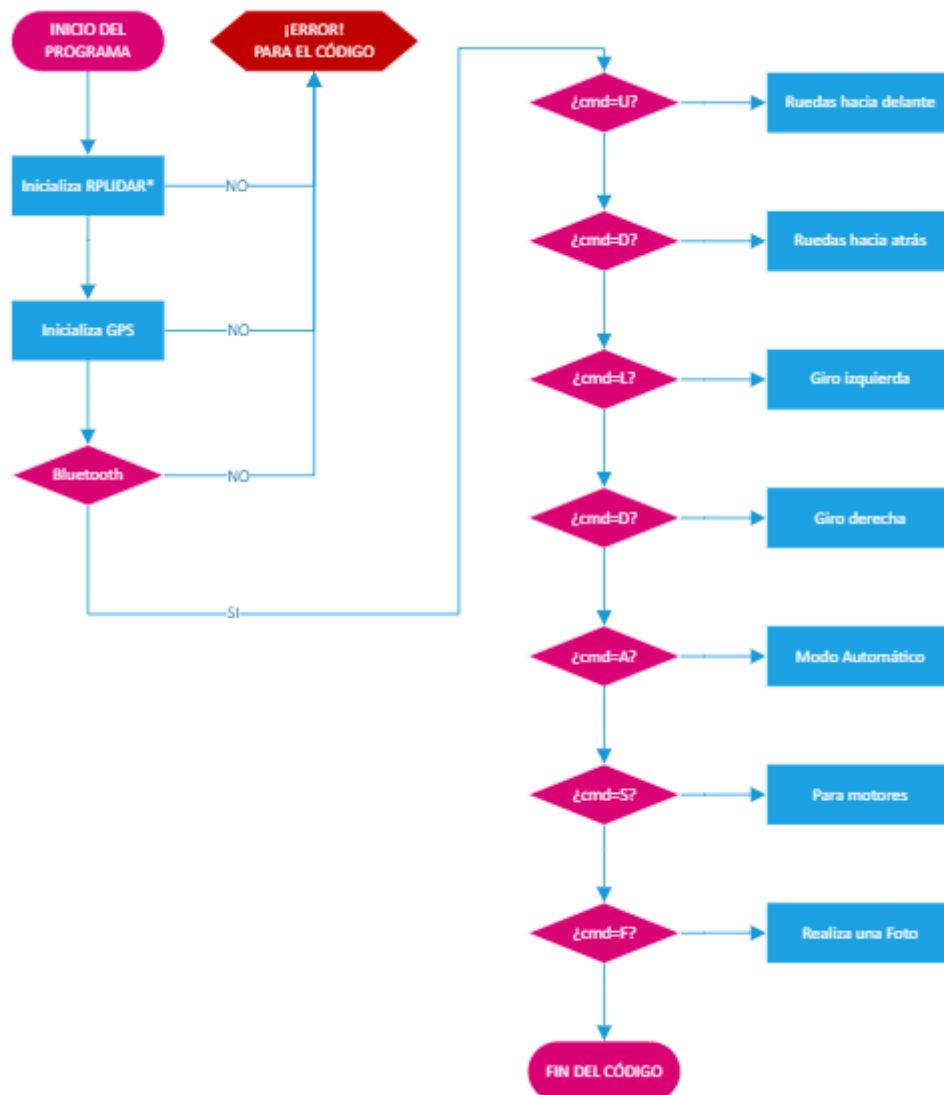 INICIO DEL
PROGRAMA
¡ERROR!
PARA EL CÓDIGO
Inicializa RPLIDAR*
NO
Inicializa GPS
NO
Bluetooth
NO
SI
¿cmd=U?
Ruedas hacia delante
¿cmd=D?
Ruedas hacia atrás
¿cmd=L?
Giro izquierda
¿cmd=D?
Giro derecha
¿cmd=A?
Modo Automático
¿cmd=S?
Para motores
¿cmd=F?
Realiza una Foto
FIN DEL CÓDIGO